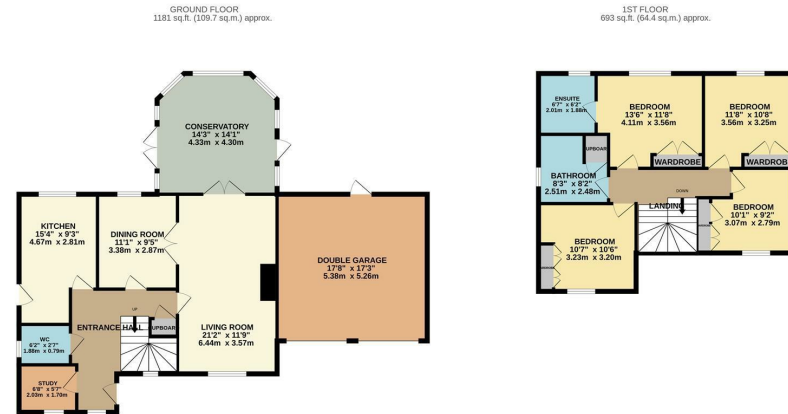 GROUND FLOOR
1181 sq.ft. (109.7 sq.m.) approx.
CONSERVATORY
14'3" x 14'1"
4.33m x 4.30m
KITCHEN
15'4" x 9'3"
4.67m x 2.81m
DINING ROOM
11'1" x 9'5"
3.38m x 2.87m
DOUBLE GARAGE
17'8" x 17'3"
5.38m x 5.26m
UP
ENTRANCE HALL
UPBOAR
LIVING ROOM
21'2" x 11'9"
6.44m x 3.57m
WC
6'2" x 2'7"
1.88m x 0.79m
STUDY
6'8" x 5'7"
2.03m x 1.70m
1ST FLOOR
693 sq.ft. (64.4 sq.m.) approx.
ENSUITE
6'7" x 6'2"
2.01m x 1.88m
BEDROOM
13'6" x 11'8"
4.11m x 3.56m
BEDROOM
11'8" x 10'8"
3.56m x 3.25m
UPBOAR
WARDROBE
WARDROB
BATHROOM
8'3" x 8'2"
2.51m x 2.48m
DOWN
LANDING
BEDROOM
10'1" x 9'2"
3.07m x 2.79m
BEDROOM
10'7" x 10'6"
3.23m x 3.20m